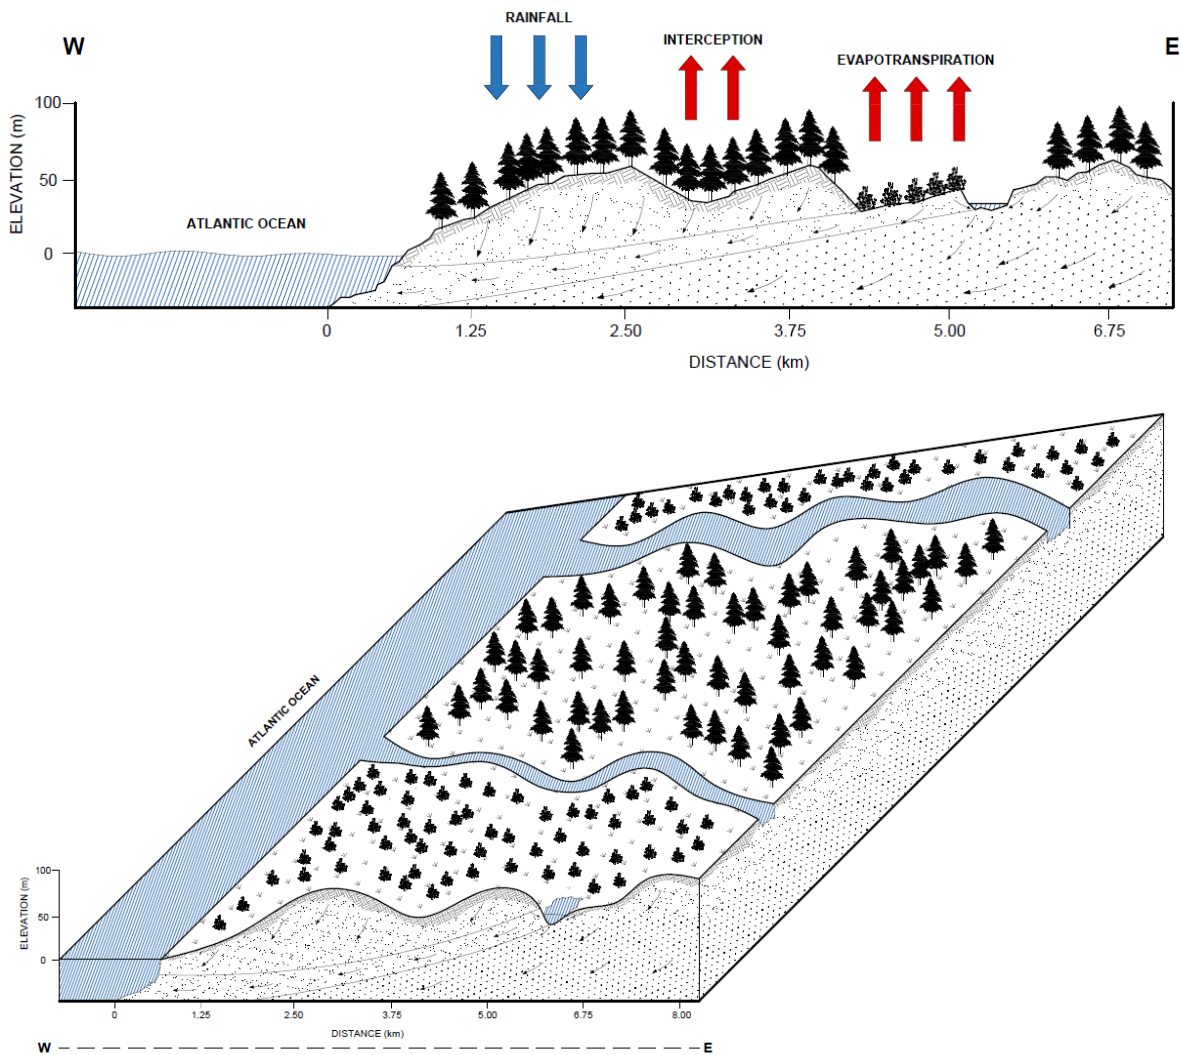 RAINFALL
W
INTERCEPTION
E
EVAPOTRANSPIRATION
100
50
0
ELEVATION (m)
ATLANTIC OCEAN
0
1.25
2.50
3.75
5.00
6.75
DISTANCE (km)
ATLANTIC OCEAN
100
50
0
ELEVATION (m)
0
1.25
2.50
3.75
5.00
6.75
8.00
DISTANCE (km)
W
E